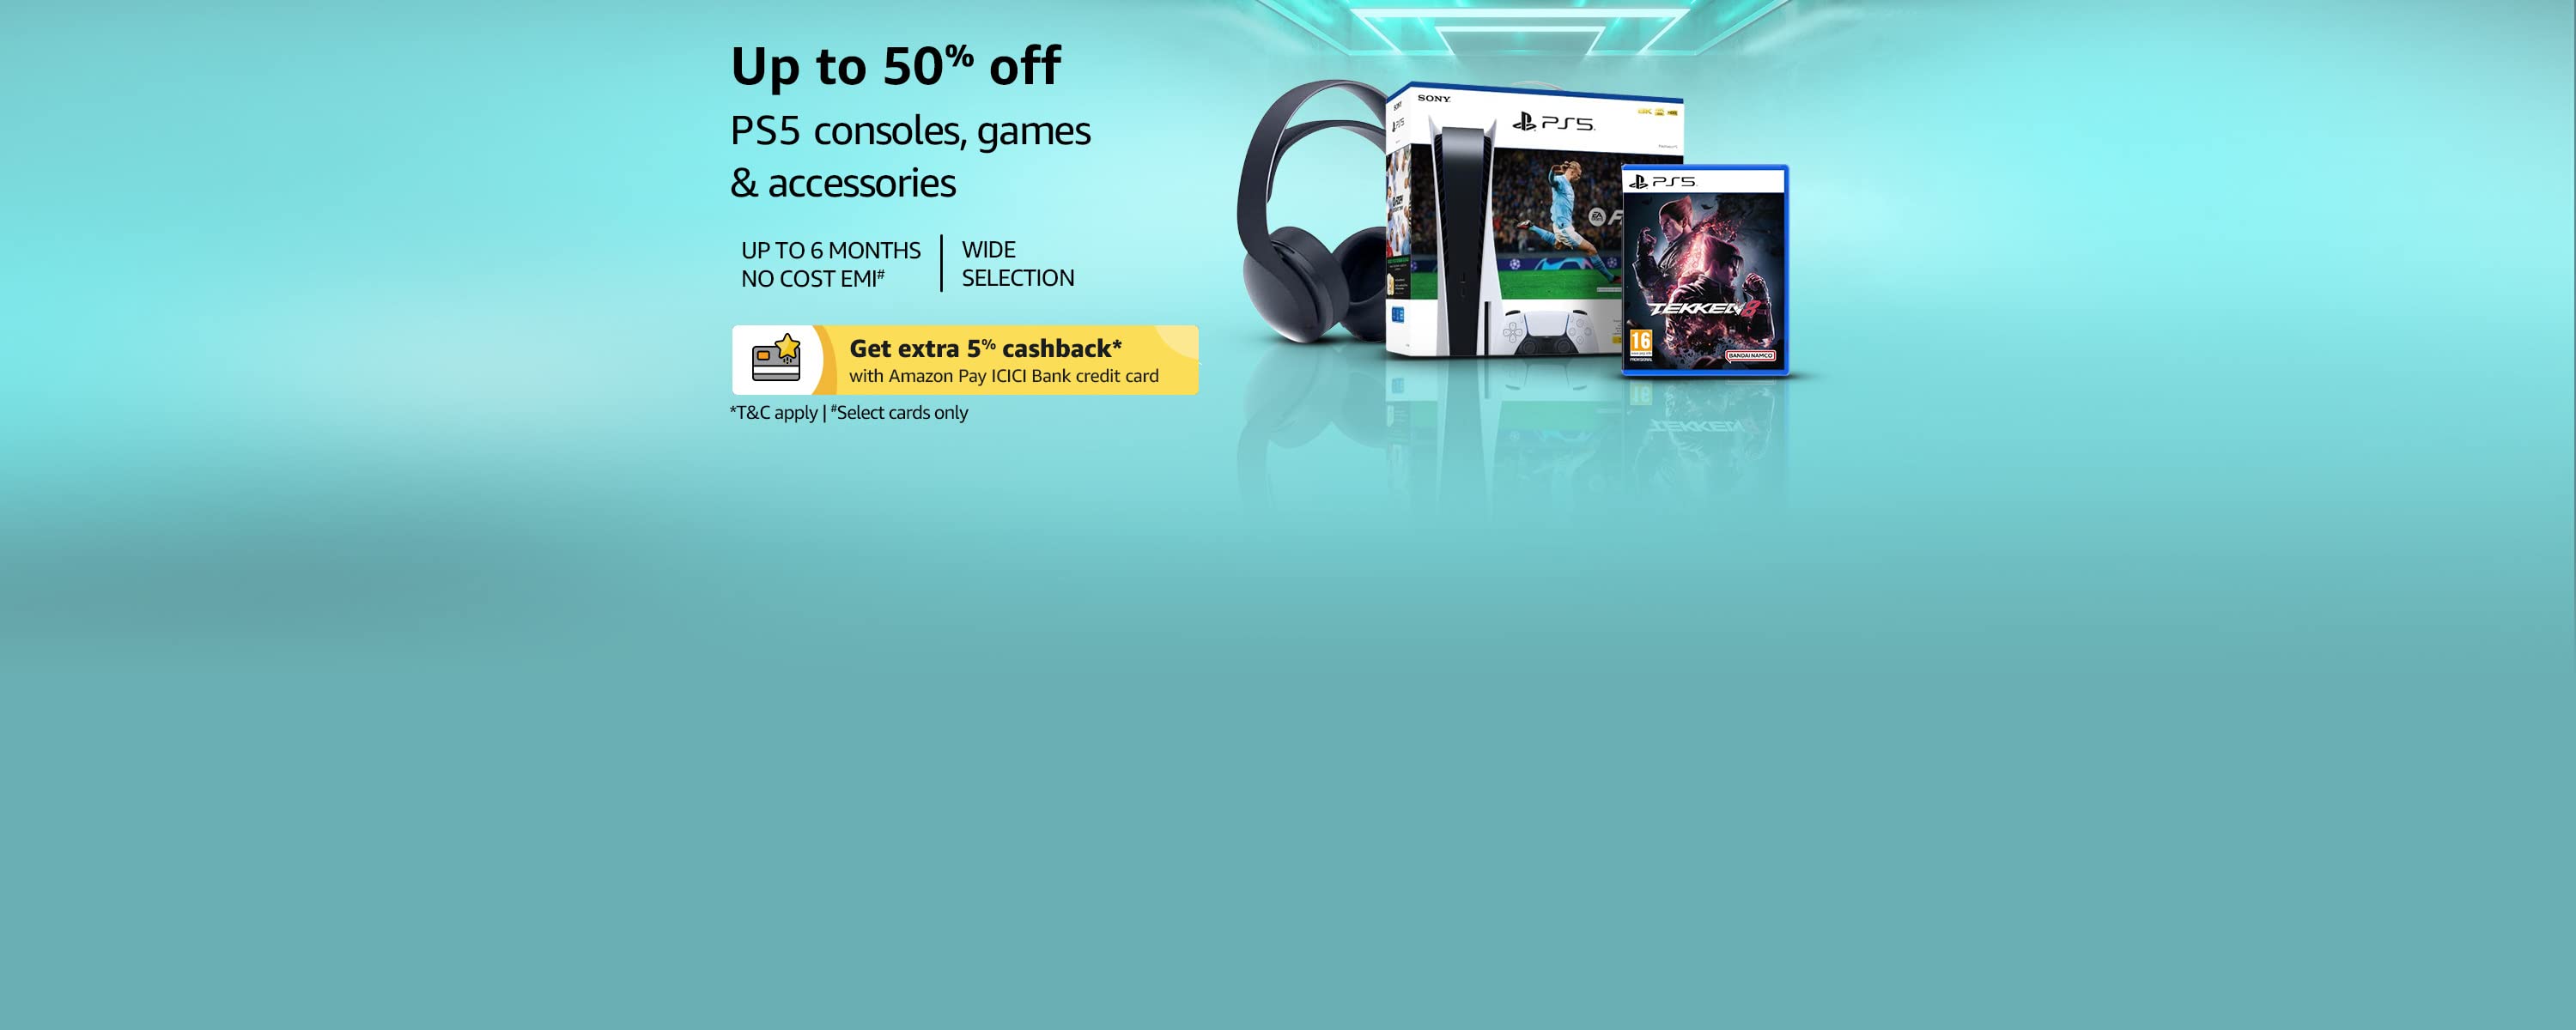 Up to 50% off
PS5 consoles, games
& accessories
UP TO 6 MONTHS
NO COST EMI#
WIDE
SELECTION
Get extra 5% cashback*
with Amazon Pay ICICI Bank credit card
*T&C apply | #Select cards only
SONY
PS5
4K
PS5
TEKKEN 8
16
BANDAI NAMCO